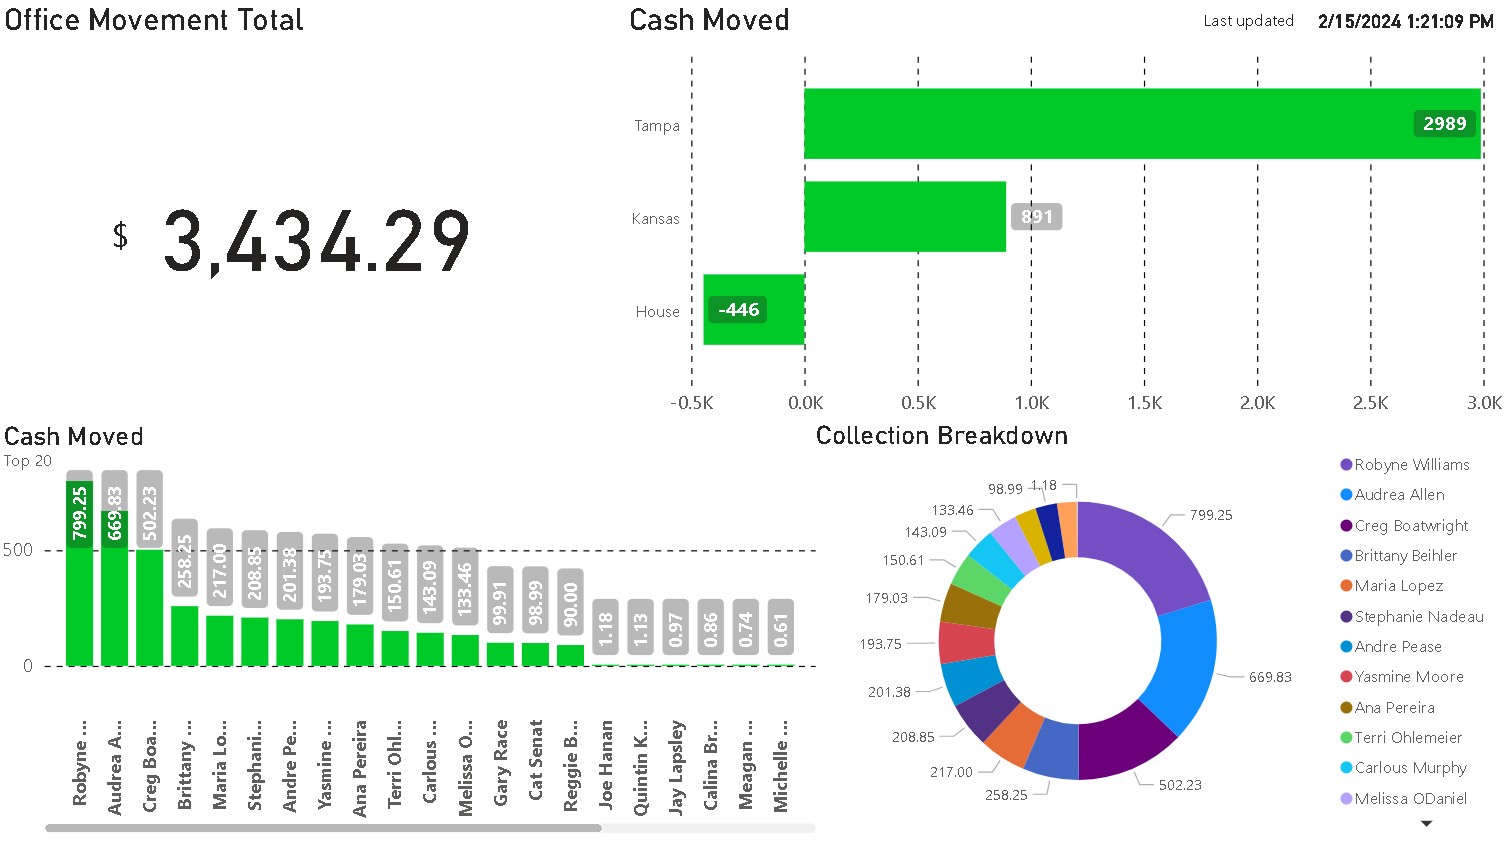 Office Movement Total
$ 3,434.29
Cash Moved
Last updated 2/15/2024 1:21:09 PM
Tampa 2989
Kansas 891
House -446
-0.5K 0.0K 0.5K 1.0K 1.5K 2.0K 2.5K 3.0K
Cash Moved
Top 20
500
0
799.25 669.83 502.23 258.25 217.00 208.85 201.38 193.75 179.03 150.61 143.09 133.46 99.91 98.99 90.00 1.18 1.13 0.97 0.86 0.74 0.61
Robyne ...
Audrea A...
Creg Boa...
Brittany ...
Maria Lo...
Stephani...
Andre Pe...
Yasmine ...
Ana Pereira
Terri Ohl...
Carlous ...
Melissa O...
Gary Race
Cat Senat
Reggie B...
Joe Hanan
Quintin K...
Jay Lapsley
Calina Br...
Meagan ...
Michelle ...
Collection Breakdown
799.25
669.83
502.23
258.25
217.00
208.85
201.38
193.75
179.03
150.61
143.09
133.46
98.99
1.18
Robyne Williams
Audrea Allen
Creg Boatwright
Brittany Beihler
Maria Lopez
Stephanie Nadeau
Andre Pease
Yasmine Moore
Ana Pereira
Terri Ohlemeier
Carlous Murphy
Melissa ODaniel